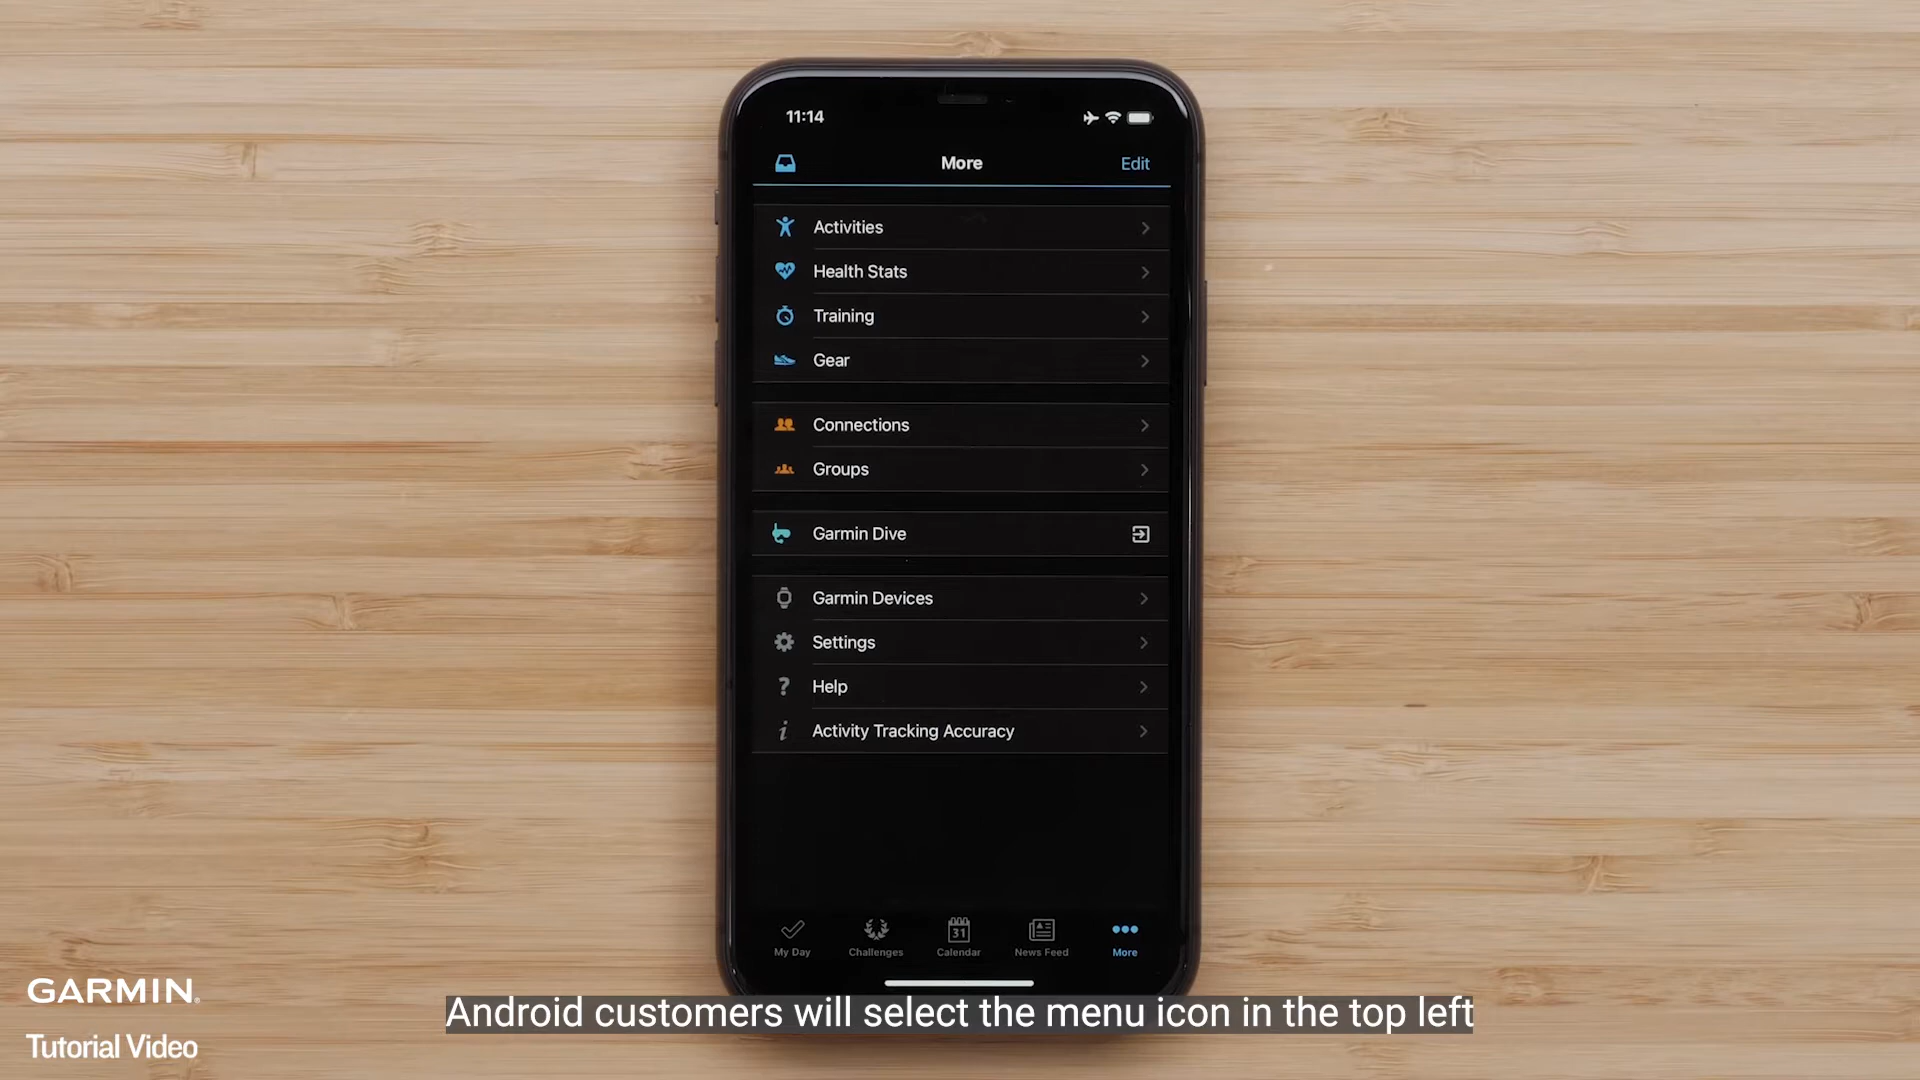 11:14
More
Edit
Activities
Health Stats
Training
Gear
Connections
Groups
Garmin Dive
Garmin Devices
Settings
Help
Activity Tracking Accuracy
31
My Day
Challenges
Calendar
News Feed
More
GARMIN®
Tutorial Video
Android customers will select the menu icon in the top left